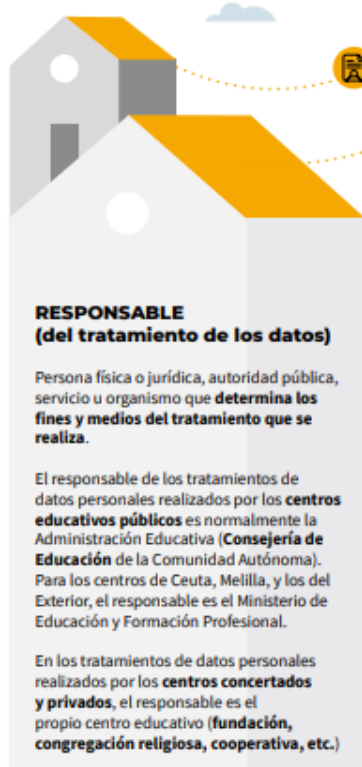 RESPONSABLE
(del tratamiento de los datos)
Persona física o jurídica, autoridad pública,
servicio u organismo que determina los
fines y medios del tratamiento que se
realiza.
El responsable de los tratamientos de
datos personales realizados por los centros
educativos públicos es normalmente la
Administración Educativa (Consejería de
Educación de la Comunidad Autónoma).
Para los centros de Ceuta, Melilla, y los del
Exterior, el responsable es el Ministerio de
Educación y Formación Profesional.
En los tratamientos de datos personales
realizados por los centros concertados
y privados, el responsable es el
propio centro educativo (fundación,
congregación religiosa, cooperativa, etc.)